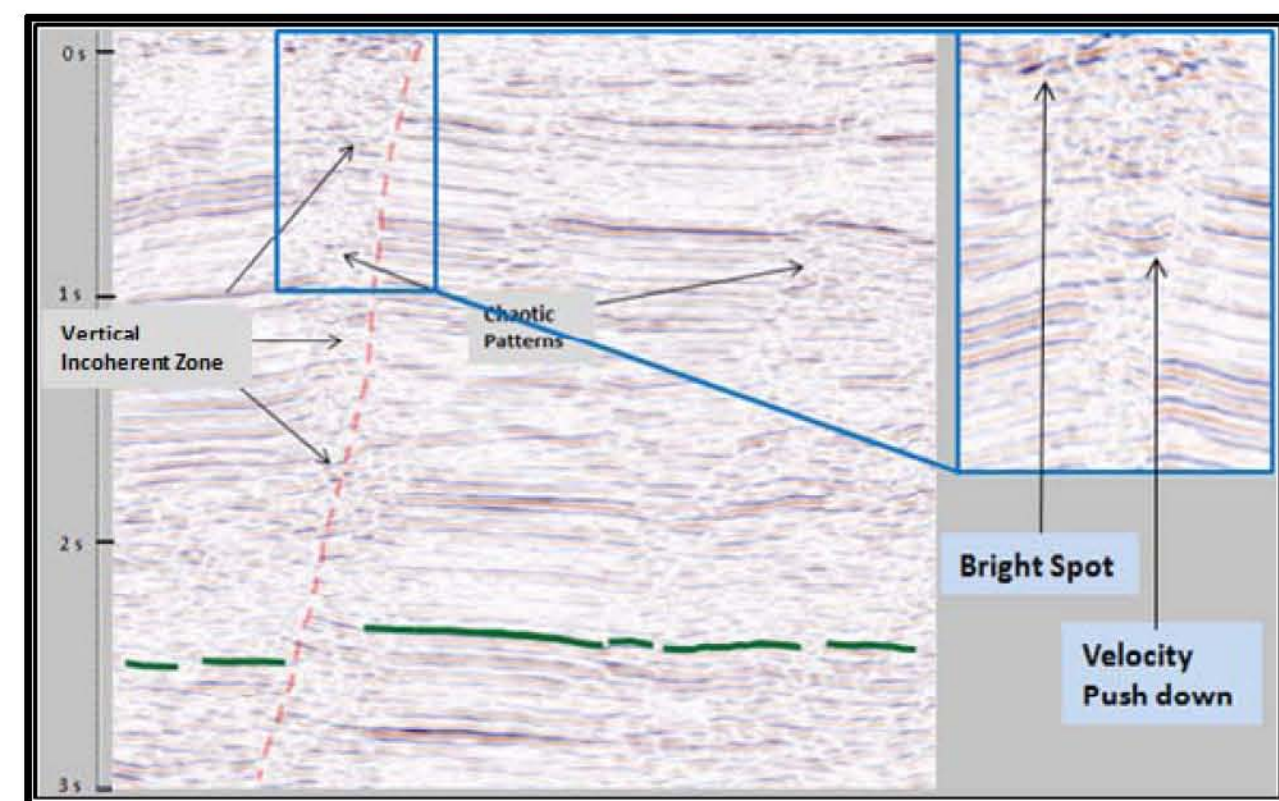 0 s
1 s
Vertical
Incoherent Zone
Chaotic
Patterns
2 s
3 s
Bright Spot
Velocity
Push down